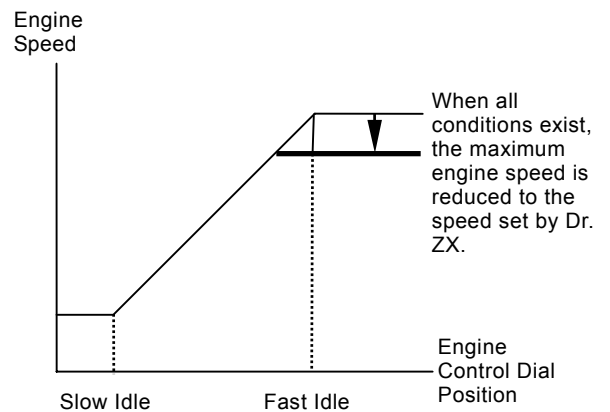 Engine
Speed
When all
conditions exist,
the maximum
engine speed is
reduced to the
speed set by Dr.
ZX.
Engine
Control Dial
Position
Slow Idle
Fast Idle